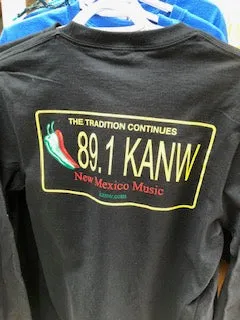 THE TRADITION CONTINUES
89.1 KANW
New Mexico Music
kanw.com